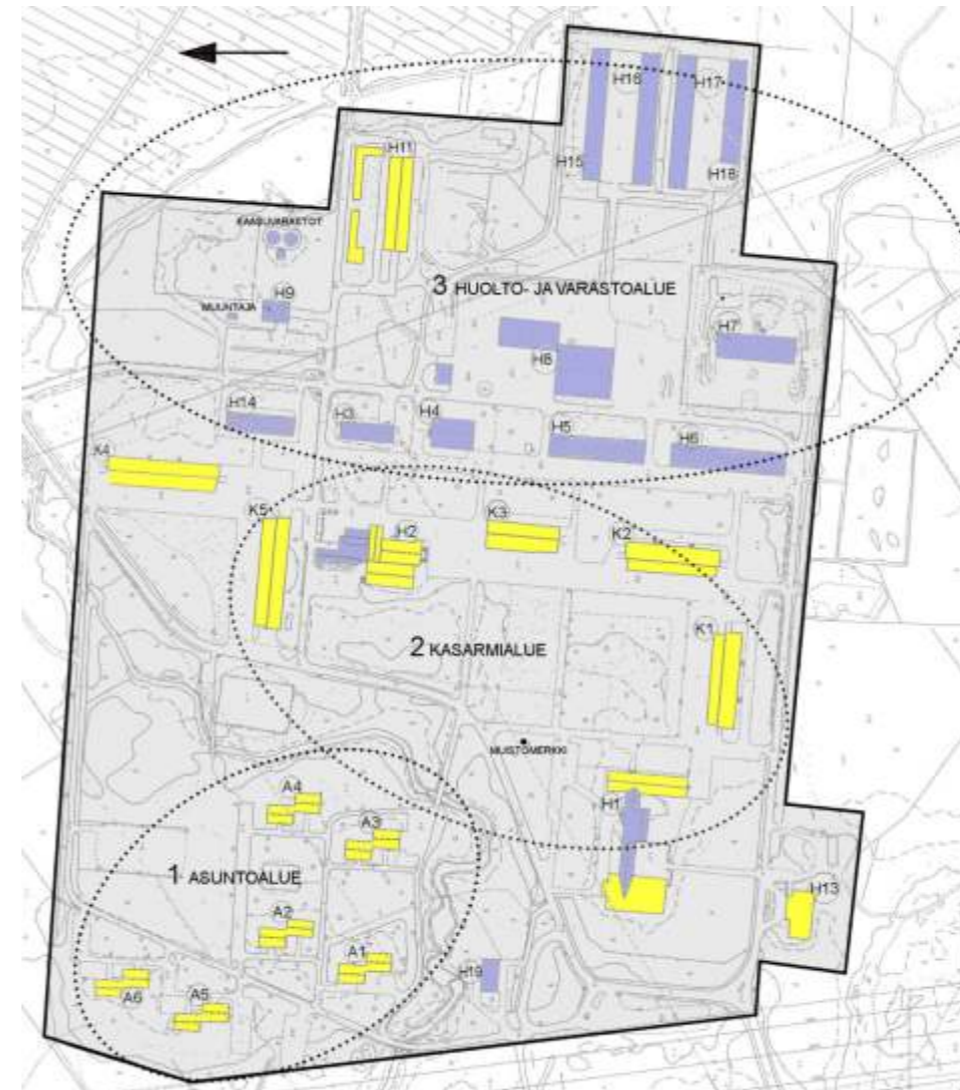 H16
H17
H15
H18
H11
KAASUVARASTOT
H9
MUUNTAJA
3 HUOLTO- JA VARASTOALUE
H7
H8
H14
H3
H4
H5
H6
K4
K5
H2
K3
K2
2 KASARMIALUE
K1
MUISTOMERKKI
H1
A4
A3
1 ASUNTOALUE
A2
A1
H13
H19
A6
A5